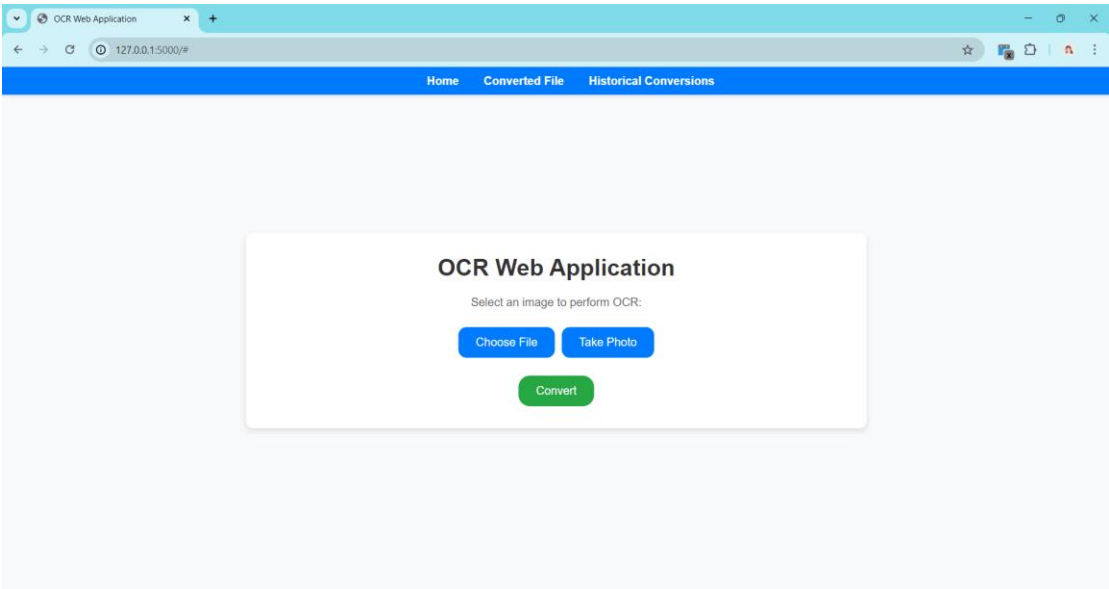 OCR Web Application
127.0.0.1:5000/#
Home Converted File Historical Conversions
OCR Web Application
Select an image to perform OCR:
Choose File Take Photo
Convert